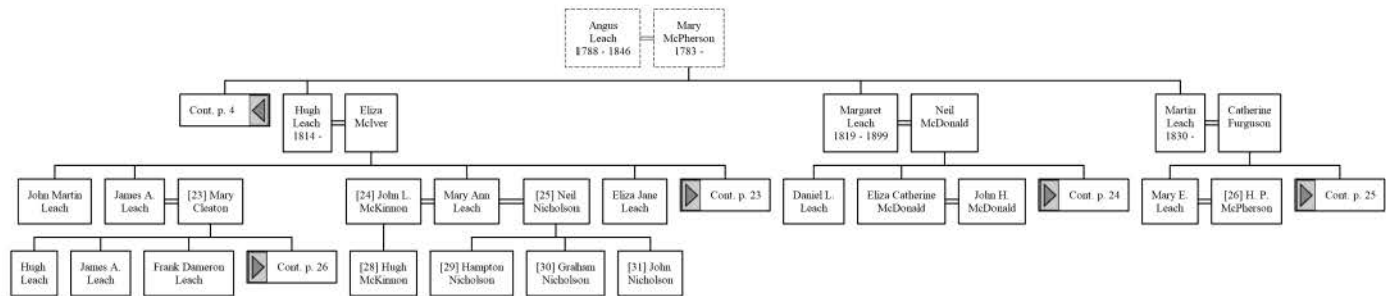 Angus
Leach
1788 - 1846
Mary
McPherson
1783 -
Cont. p. 4
Hugh
Leach
1814 -
Eliza
McIver
Margaret
Leach
1819 - 1899
Neil
McDonald
Martin
Leach
1830 -
Catherine
Furguson
John Martin
Leach
James A.
Leach
[23] Mary
Cleaton
[24] John L.
McKinnon
Mary Ann
Leach
[25] Neil
Nicholson
Eliza Jane
Leach
Cont. p. 23
Daniel L.
Leach
Eliza Catherine
McDonald
John H.
McDonald
Cont. p. 24
Mary E.
Leach
[26] H. P.
McPherson
Cont. p. 25
Hugh
Leach
James A.
Leach
Frank Dameron
Leach
Cont. p. 26
[28] Hugh
McKinnon
[29] Hampton
Nicholson
[30] Graham
Nicholson
[31] John
Nicholson